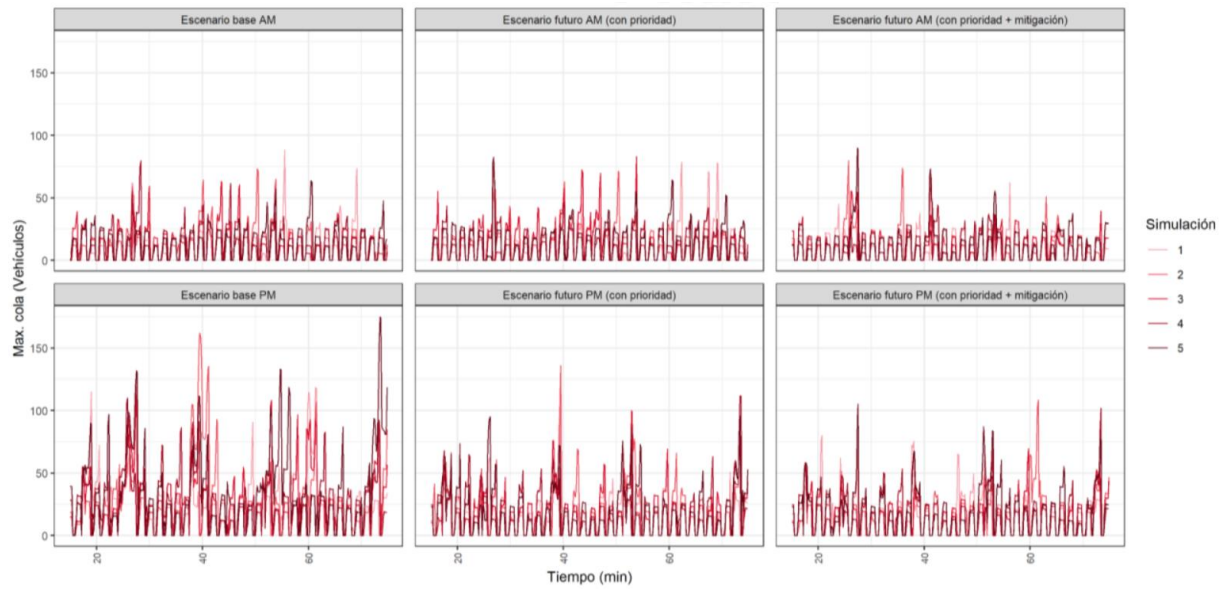 Escenario base AM
Escenario futuro AM (con prioridad)
Escenario futuro AM (con prioridad + mitigación)
150
100
50
0
Escenario base PM
Escenario futuro PM (con prioridad)
Escenario futuro PM (con prioridad + mitigación)
150
100
50
0
20 40 60 20 40 60 20 40 60
Tiempo (min)
Max. cola (Vehículos)
Simulación
1
2
3
4
5